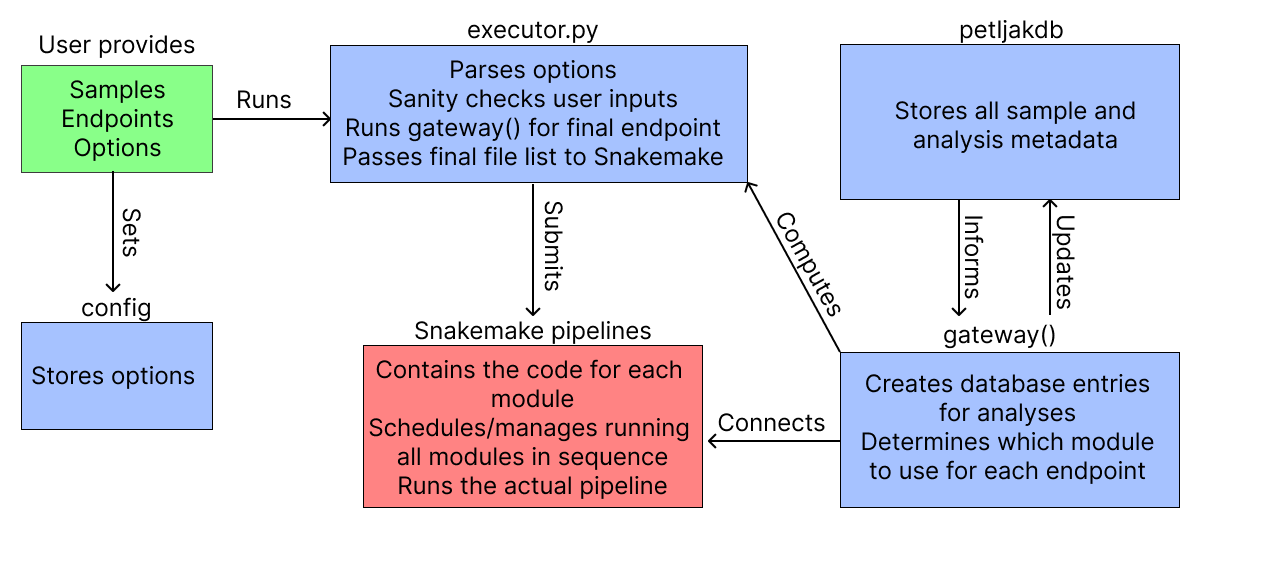 User provides
Samples
Endpoints
Options
Runs
executor.py
Parses options
Sanity checks user inputs
Runs gateway() for final endpoint
Passes final file list to Snakemake
petljakdb
Stores all sample and
analysis metadata
Sets
Submits
Computes
Informs
Updates
config
Stores options
Snakemake pipelines
Contains the code for each
module
Schedules/manages running
all modules in sequence
Runs the actual pipeline
Connects
gateway()
Creates database entries
for analyses
Determines which module
to use for each endpoint